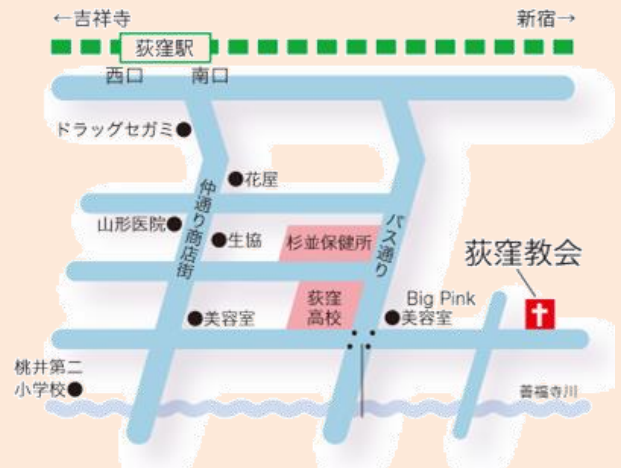 ←吉祥寺
新宿→
荻窪駅
西口
南口
ドラッグセガミ
花屋
仲通り商店街
山形医院
生協
杉並保健所
バス通り
荻窪教会
荻窪
高校
Big Pink
美容室
美容室
桃井第二
小学校
善福寺川